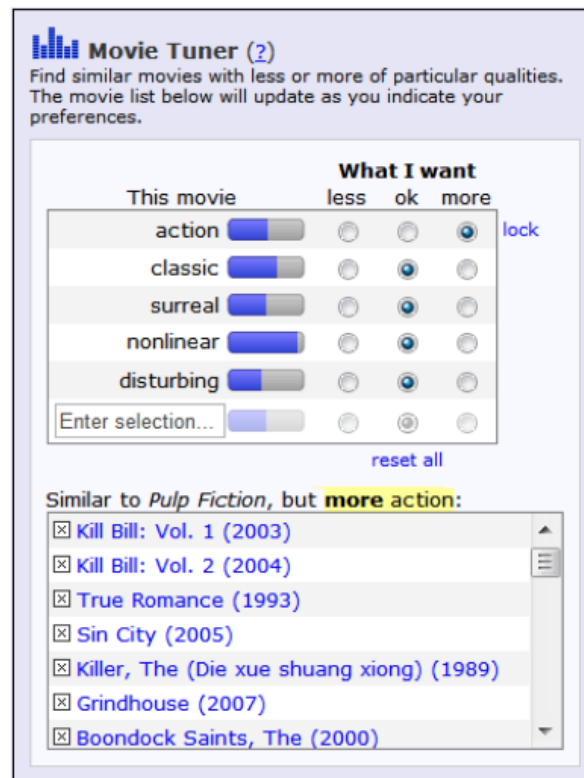 Movie Tuner (?)
Find similar movies with less or more of particular qualities.
The movie list below will update as you indicate your
preferences.
What I want
This movie less ok more
action lock
classic
surreal
nonlinear
disturbing
Enter selection...
reset all
Similar to Pulp Fiction, but more action:
Kill Bill: Vol. 1 (2003)
Kill Bill: Vol. 2 (2004)
True Romance (1993)
Sin City (2005)
Killer, The (Die xue shuang xiong) (1989)
Grindhouse (2007)
Boondock Saints, The (2000)